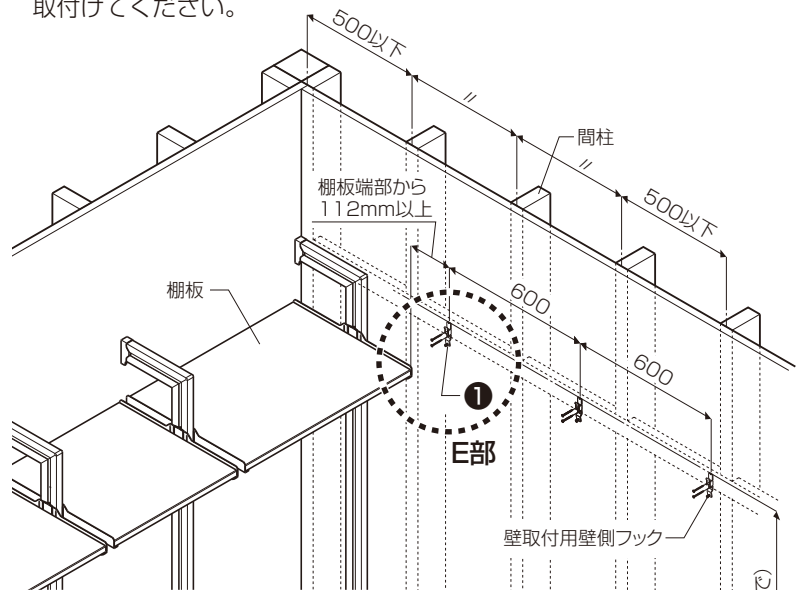 取付けてください。
500以下
〃
〃
500以下
間柱
棚板端部から
112mm以上
600
600
棚板
❶
E部
壁取付用壁側フック